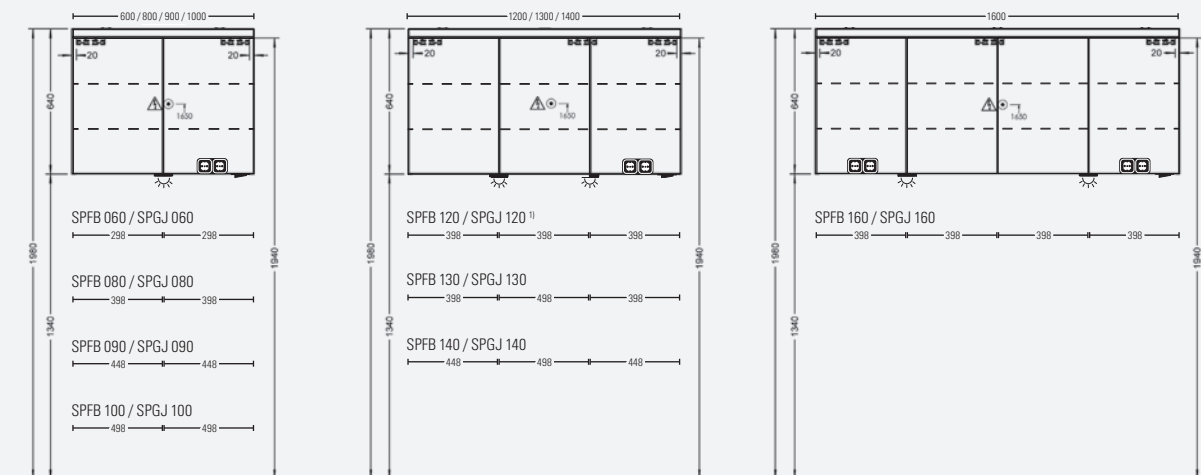 600 / 800 / 900 / 1000
20
20
640
1650
1980
1940
1340
SPFB 060 / SPGJ 060
298 298
SPFB 080 / SPGJ 080
398 398
SPFB 090 / SPGJ 090
448 448
SPFB 100 / SPGJ 100
498 498
1200 / 1300 / 1400
20
20
640
1650
1980
1940
1340
SPFB 120 / SPGJ 120 ¹⁾
398 398 398
SPFB 130 / SPGJ 130
398 498 398
SPFB 140 / SPGJ 140
448 498 448
1600
20
20
640
1650
1980
1940
1340
SPFB 160 / SPGJ 160
398 398 398 398